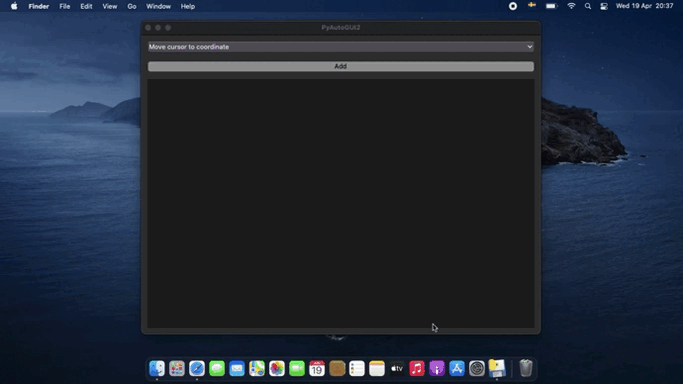 Finder File Edit View Go Window Help Wed 19 Apr 20:37
PyAutoGUI2
Move cursor to coordinate
Add
19
tv